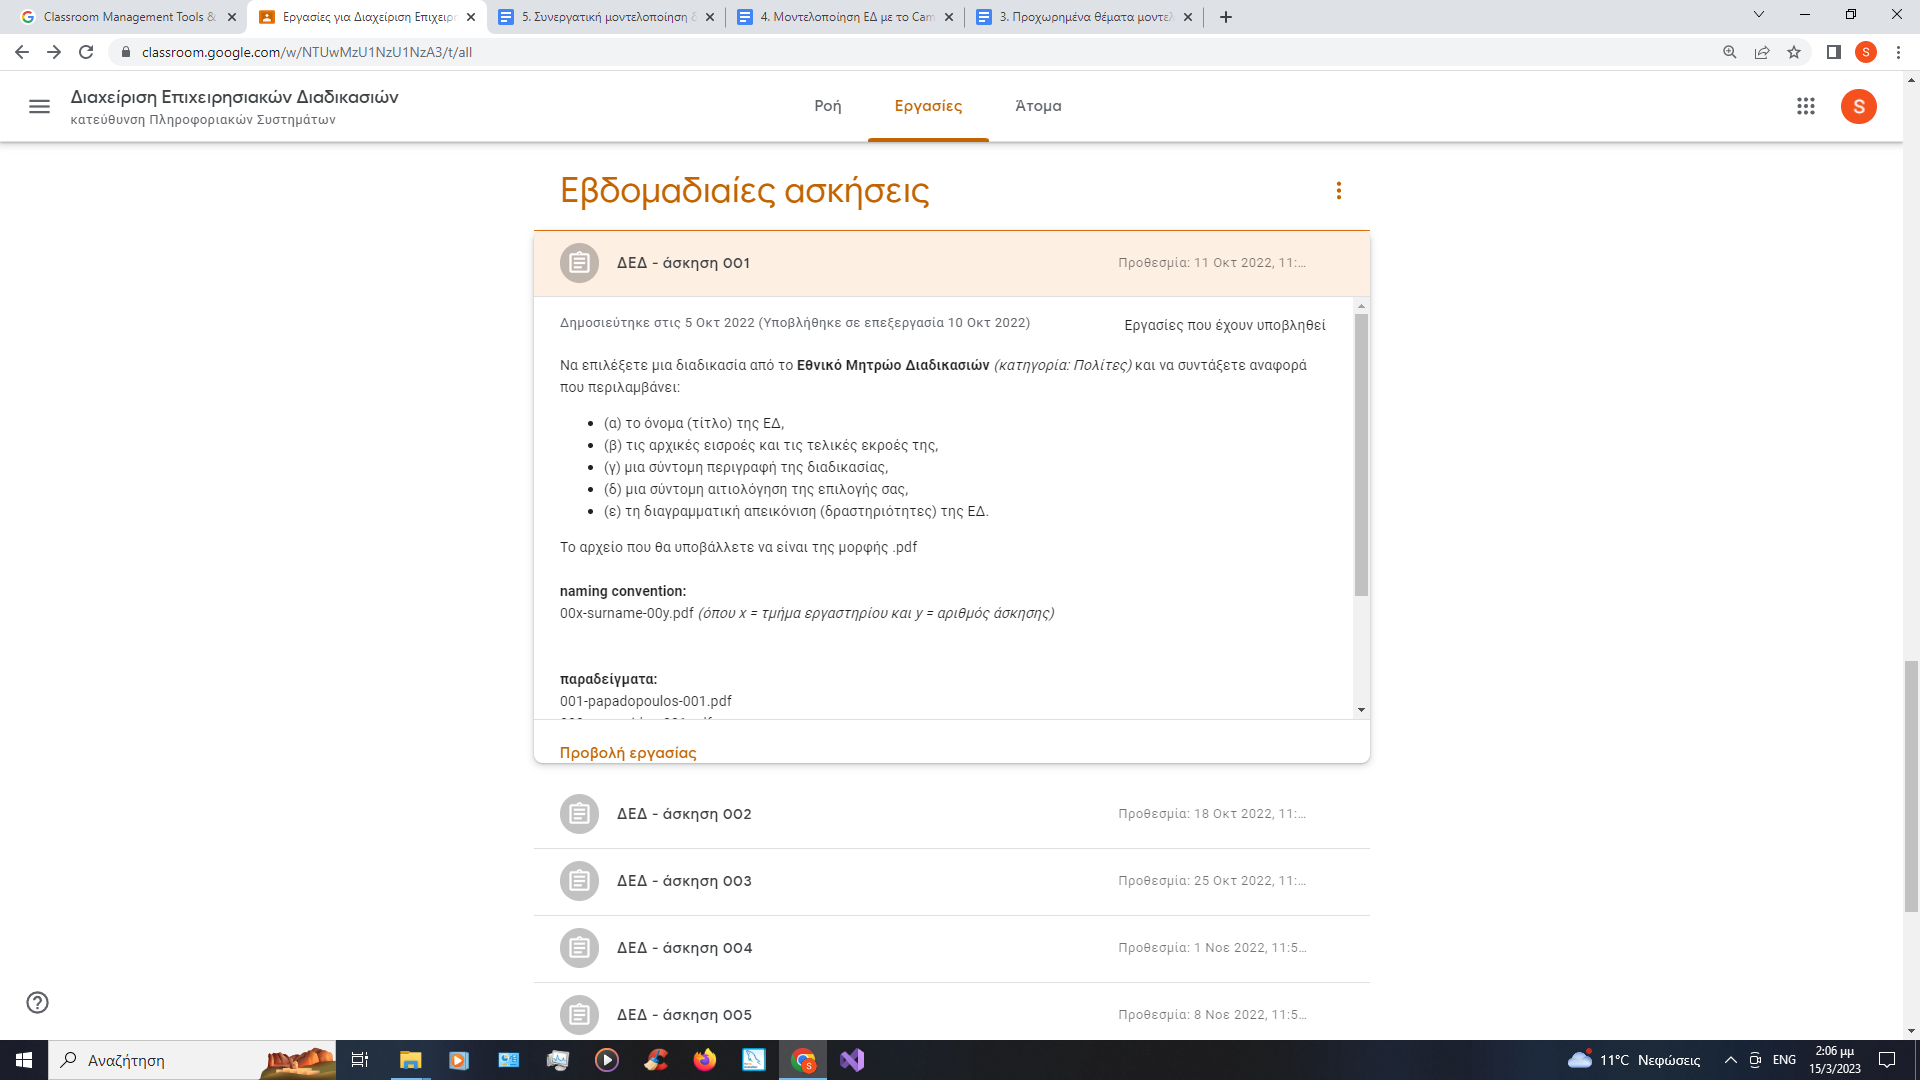 Classroom Management Tools &
Εργασίες για Διαχείριση Επιχειρη
5. Συνεργατική μοντελοποίηση δ
4. Μοντελοποίηση ΕΔ με το Cam
3. Προχωρημένα θέματα μοντελ
classroom.google.com/w/NTUwMzU1NzU1NzA3/t/all
S
Διαχείριση Επιχειρησιακών Διαδικασιών
κατεύθυνση Πληροφοριακών Συστημάτων
Ροή
Εργασίες
Άτομα
S
Εβδομαδιαίες ασκήσεις
ΔΕΔ - άσκηση 001
Προθεσμία: 11 Οκτ 2022, 11:...
Δημοσιεύτηκε στις 5 Οκτ 2022 (Υποβλήθηκε σε επεξεργασία 10 Οκτ 2022)
Εργασίες που έχουν υποβληθεί
Να επιλέξετε μια διαδικασία από το Εθνικό Μητρώο Διαδικασιών (κατηγορία: Πολίτες) και να συντάξετε αναφορά
που περιλαμβάνει:
• (α) το όνομα (τίτλο) της ΕΔ,
• (β) τις αρχικές εισροές και τις τελικές εκροές της,
• (γ) μια σύντομη περιγραφή της διαδικασίας,
• (δ) μια σύντομη αιτιολόγηση της επιλογής σας,
• (ε) τη διαγραμματική απεικόνιση (δραστηριότητες) της ΕΔ.
Το αρχείο που θα υποβάλλετε να είναι της μορφής .pdf
naming convention:
00x-surname-00y.pdf (όπου x = τμήμα εργαστηρίου και y = αριθμός άσκησης)
παραδείγματα:
001-papadopoulos-001.pdf
Προβολή εργασίας
ΔΕΔ - άσκηση 002
Προθεσμία: 18 Οκτ 2022, 11:...
ΔΕΔ - άσκηση 003
Προθεσμία: 25 Οκτ 2022, 11:...
ΔΕΔ - άσκηση 004
Προθεσμία: 1 Νοε 2022, 11:5...
ΔΕΔ - άσκηση 005
Προθεσμία: 8 Νοε 2022, 11:5...
Αναζήτηση
11°C Νεφώσεις
ENG
2:06 μμ
15/3/2023